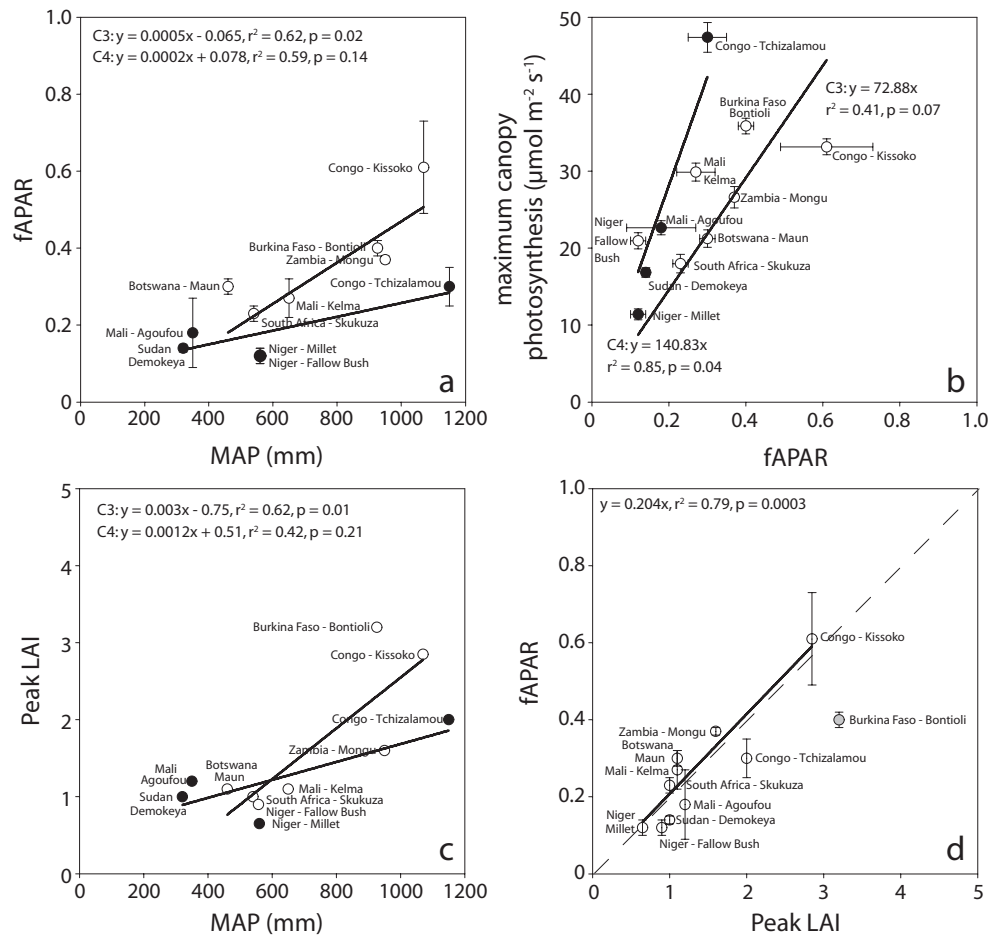 1.0
C3: y = 0.0005x - 0.065, r² = 0.62, p = 0.02
C4: y = 0.0002x + 0.078, r² = 0.59, p = 0.14
0.8
0.6
0.4
0.2
0
fAPAR
Congo - Kissoko
Burkina Faso - Bontioli
Zambia - Mongu
Congo - Tchizalamou
Botswana - Maun
Mali - Kelma
South Africa - Skukuza
Mali - Agoufou
Sudan
Demokeya
Niger - Millet
Niger - Fallow Bush
a
0 200 400 600 800 1000 1200
MAP (mm)
50
40
30
20
10
0
maximum canopy
photosynthesis (μmol m⁻² s⁻¹)
Congo - Tchizalamou
C3: y = 72.88x
r² = 0.41, p = 0.07
Burkina Faso
Bontioli
Congo - Kissoko
Mali
Kelma
Zambia - Mongu
Niger
Fallow
Bush
Mali - Agoufou
Botswana - Maun
South Africa - Skukuza
Sudan - Demokeya
Niger - Millet
C4: y = 140.83x
r² = 0.85, p = 0.04
b
0 0.2 0.4 0.6 0.8 1.0
fAPAR
5
C3: y = 0.003x - 0.75, r² = 0.62, p = 0.01
C4: y = 0.0012x + 0.51, r² = 0.42, p = 0.21
4
3
2
1
0
Peak LAI
Burkina Faso - Bontioli
Congo - Kissoko
Congo - Tchizalamou
Zambia - Mongu
Mali
Agoufou
Botswana
Maun
Sudan
Demokeya
Mali - Kelma
South Africa - Skukuza
Niger - Fallow Bush
Niger - Millet
c
0 200 400 600 800 1000 1200
MAP (mm)
1.0
y = 0.204x, r² = 0.79, p = 0.0003
0.8
0.6
0.4
0.2
0
fAPAR
Congo - Kissoko
Burkina Faso - Bontioli
Zambia - Mongu
Botswana
Maun
Mali - Kelma
Congo - Tchizalamou
South Africa - Skukuza
Mali - Agoufou
Niger
Millet
Sudan - Demokeya
Niger - Fallow Bush
d
0 1 2 3 4 5
Peak LAI